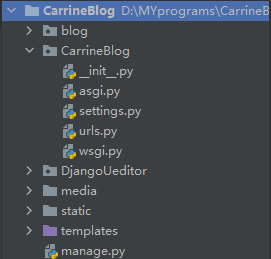 CarrineBlog D:\MYprograms\CarrineB
blog
CarrineBlog
__init__.py
asgi.py
settings.py
urls.py
wsgi.py
DjangoUeditor
media
static
templates
manage.py